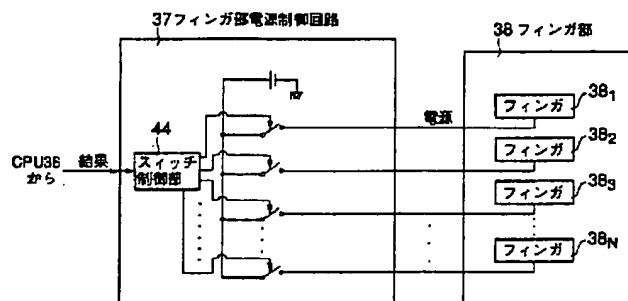 37フィンガ部電源制御回路
38フィンガ部
44
CPU36
から
結果
スイッチ
制御部
電源
フィンガ 38₁
フィンガ 38₂
フィンガ 38₃
フィンガ 38N